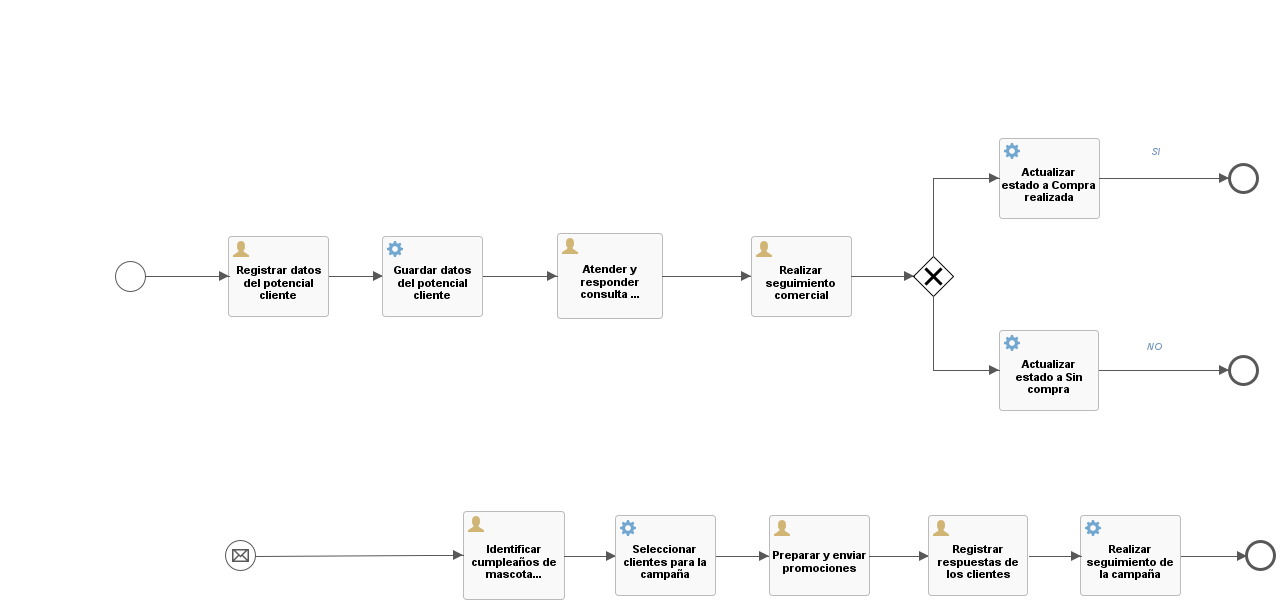 Actualizar
estado a Compra
realizada
SI
Registrar datos
del potencial
cliente
Guardar datos
del potencial
cliente
Atender y
responder
consulta ...
Realizar
seguimiento
comercial
Actualizar
estado a Sin
compra
NO
Identificar
cumpleaños de
mascota...
Seleccionar
clientes para la
campaña
Preparar y enviar
promociones
Registrar
respuestas de
los clientes
Realizar
seguimiento de
la campaña